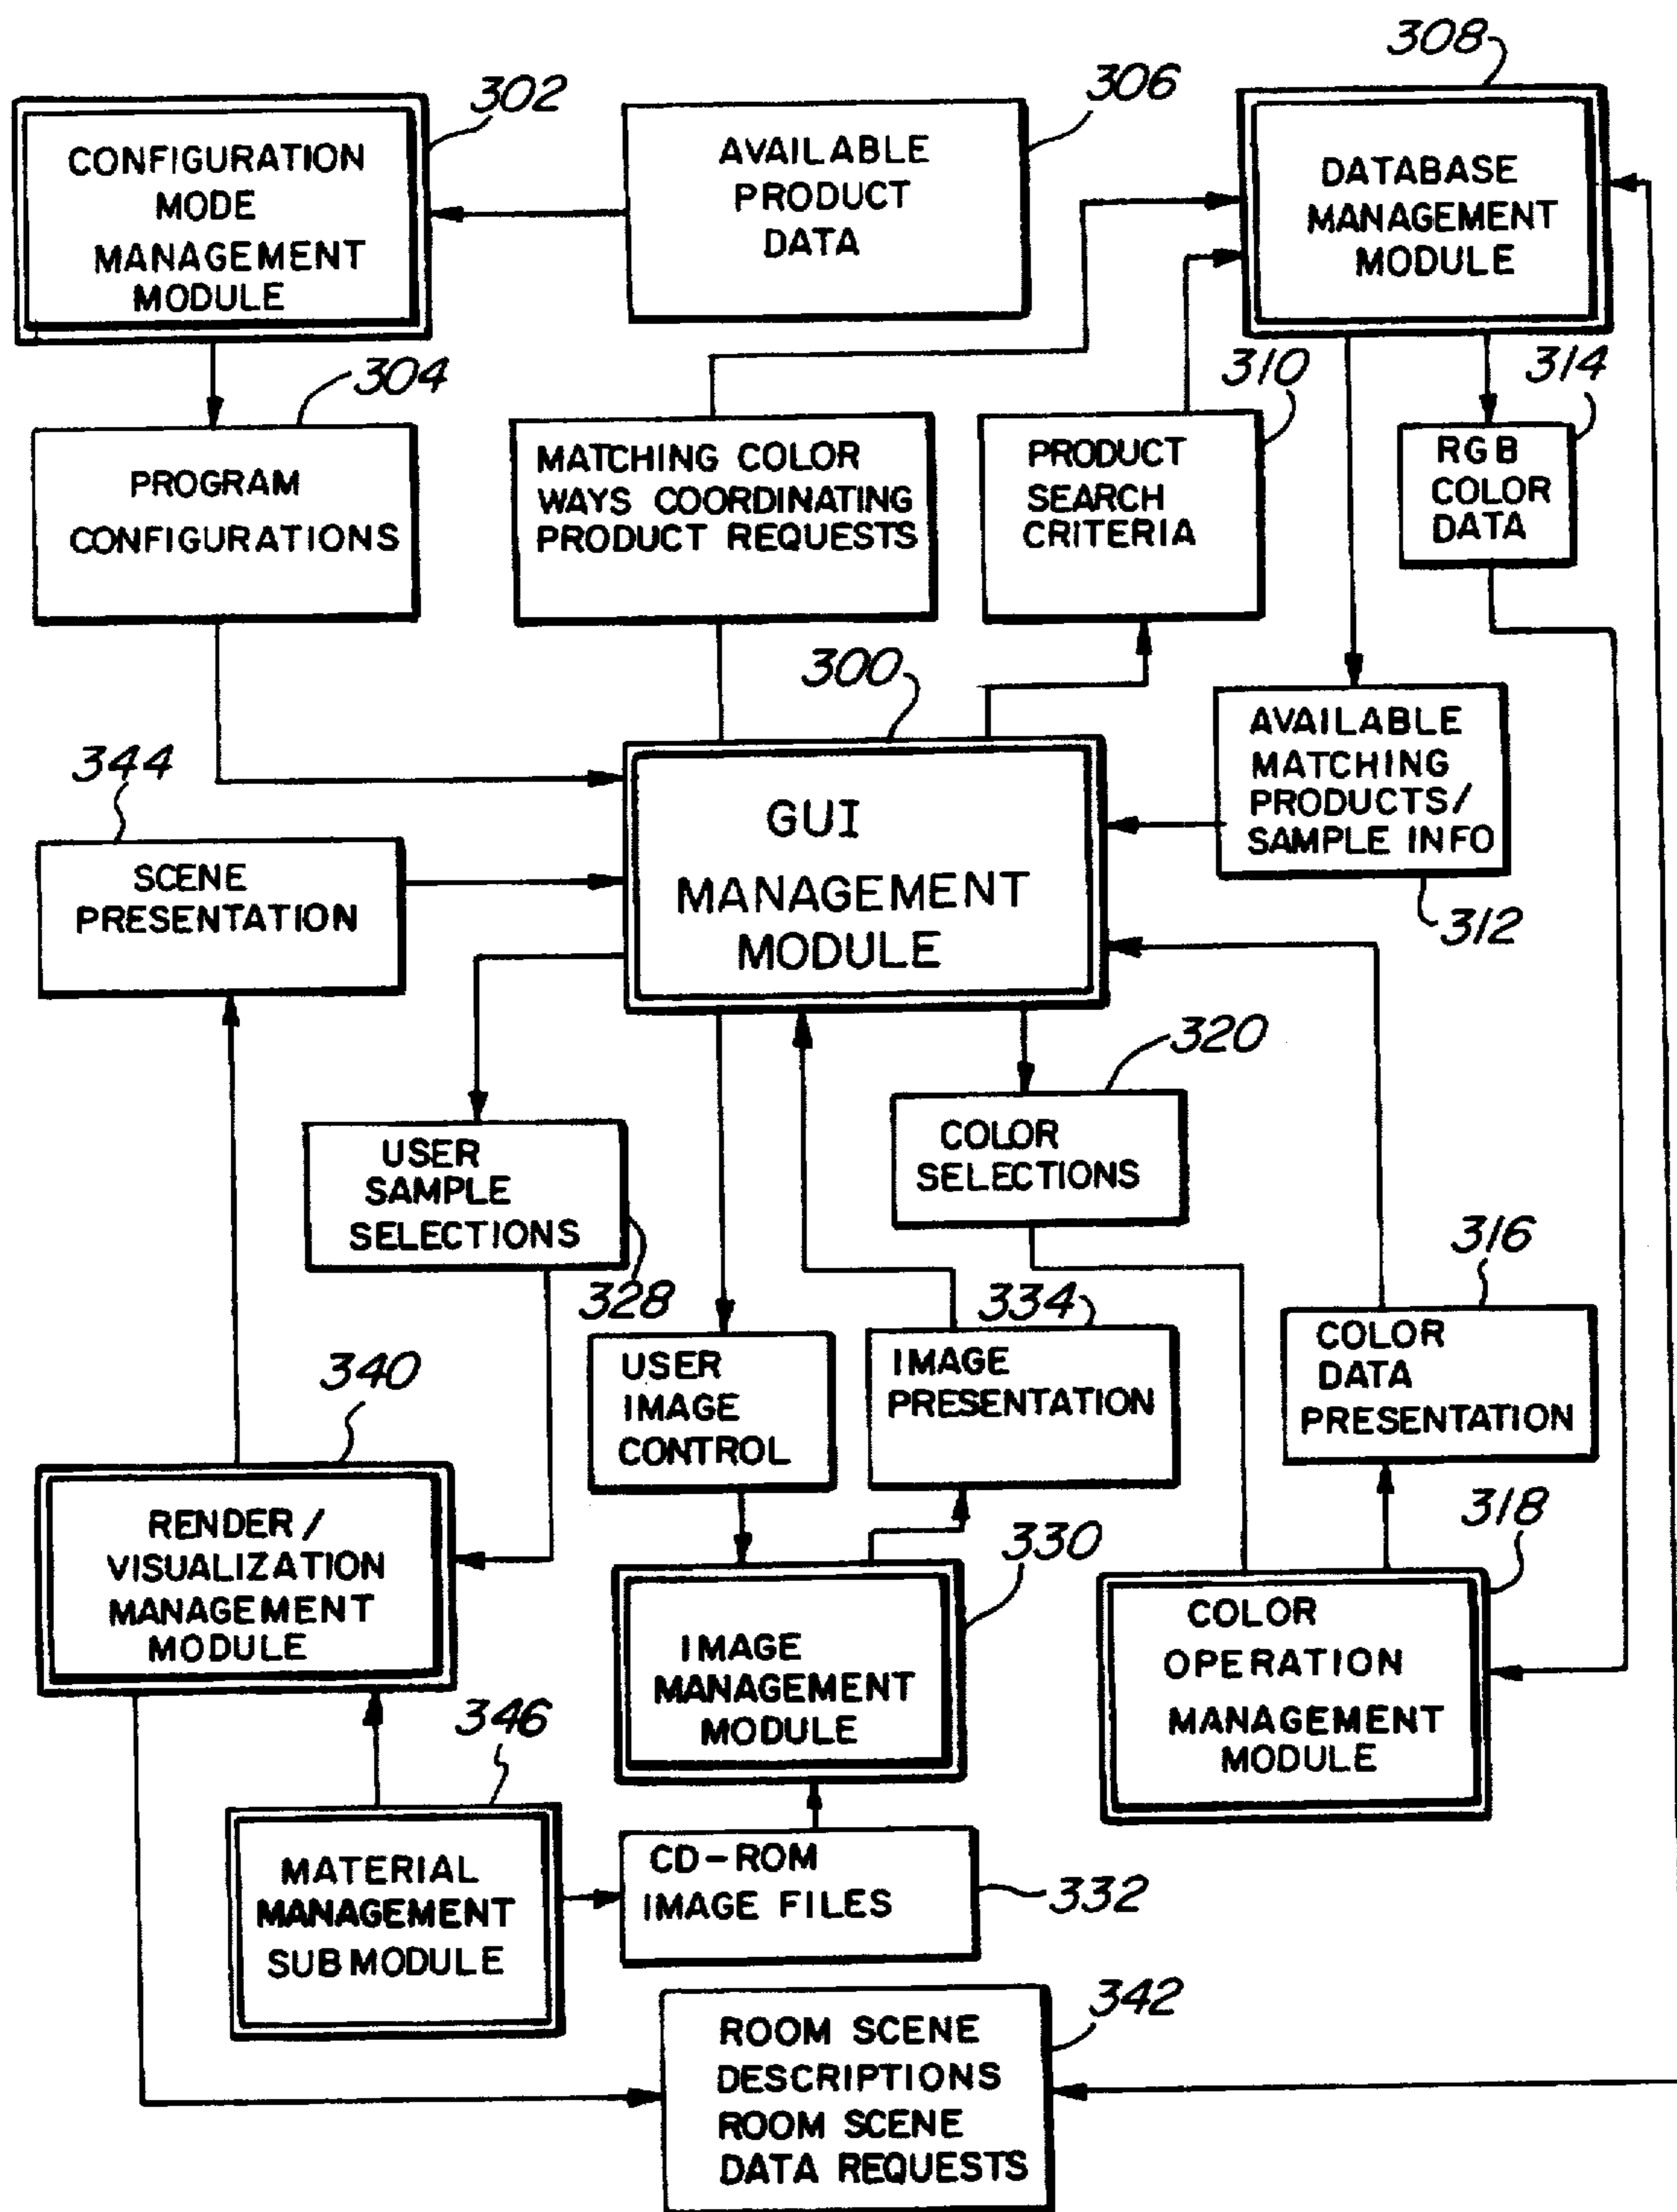 308
302
306
CONFIGURATION
MODE
MANAGEMENT
MODULE
AVAILABLE
PRODUCT
DATA
DATABASE
MANAGEMENT
MODULE
304
310
314
PROGRAM
CONFIGURATIONS
MATCHING COLOR
WAYS COORDINATING
PRODUCT REQUESTS
PRODUCT
SEARCH
CRITERIA
RGB
COLOR
DATA
300
344
GUI
MANAGEMENT
MODULE
AVAILABLE
MATCHING
PRODUCTS/
SAMPLE INFO
312
SCENE
PRESENTATION
320
USER
SAMPLE
SELECTIONS
328
COLOR
SELECTIONS
316
334
340
USER
IMAGE
CONTROL
IMAGE
PRESENTATION
COLOR
DATA
PRESENTATION
318
RENDER/
VISUALIZATION
MANAGEMENT
MODULE
330
IMAGE
MANAGEMENT
MODULE
COLOR
OPERATION
MANAGEMENT
MODULE
346
MATERIAL
MANAGEMENT
SUBMODULE
CD-ROM
IMAGE FILES
332
342
ROOM SCENE
DESCRIPTIONS
ROOM SCENE
DATA REQUESTS